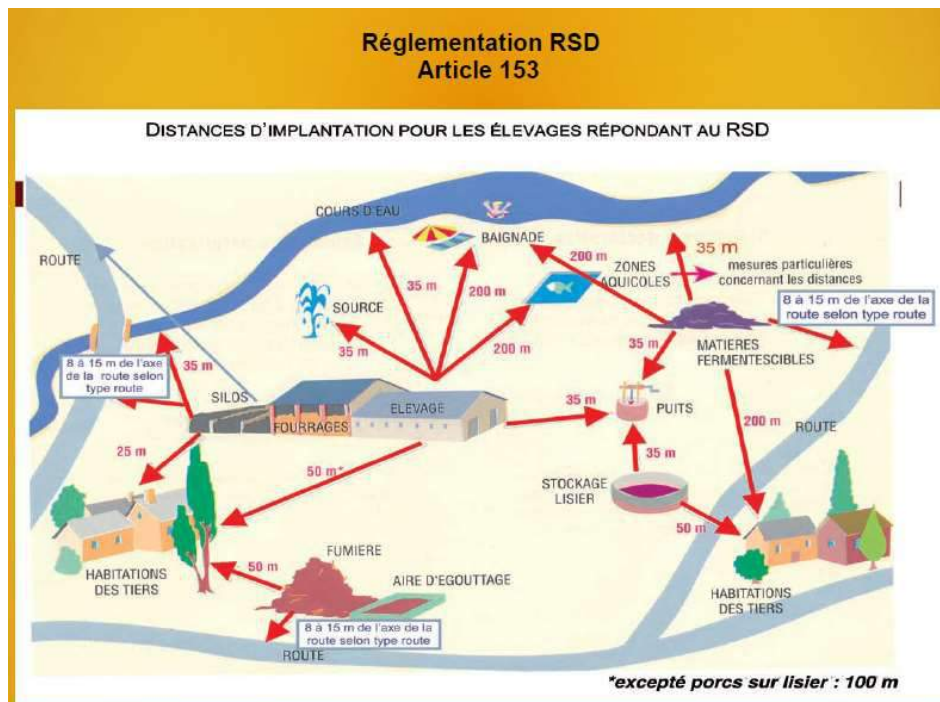 Réglementation RSD
Article 153
DISTANCES D'IMPLANTATION POUR LES ÉLEVAGES RÉPONDANT AU RSD
COURS D'EAU
BAIGNADE
35 m
ROUTE
200 m
ZONES
AQUICOLES
mesures particulières
concernant les distances
SOURCE
35 m
200 m
8 à 15 m de l'axe de la
route selon type route
35 m
200 m
35 m
MATIERES
FERMENTESCIBLES
8 à 15 m de l'axe
de la route selon
type route
35 m
SILOS
ELEVAGE
FOURRAGES
35 m
PUITS
200 m
ROUTE
25 m
50 m*
35 m
STOCKAGE
LISIER
50 m
FUMIERE
50 m
AIRE D'EGOUTTAGE
HABITATIONS
DES TIERS
HABITATIONS
DES TIERS
8 à 15 m de l'axe de la
route selon type route
ROUTE
*excepté porcs sur lisier : 100 m